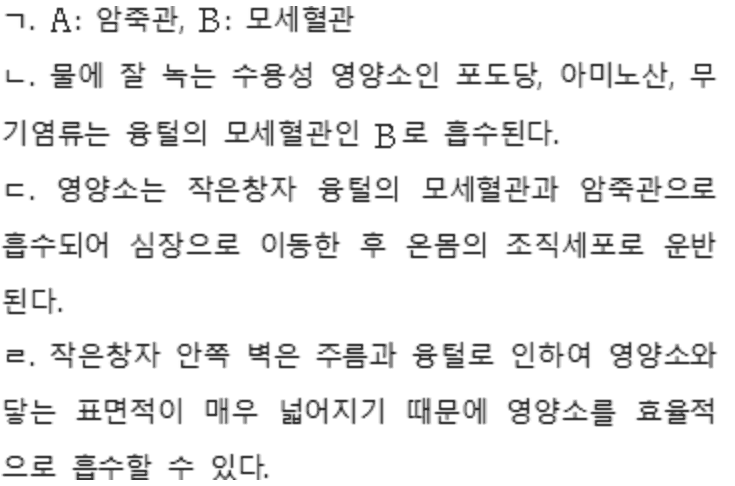 ㄱ. A: 암죽관, B: 모세혈관
ㄴ. 물에 잘 녹는 수용성 영양소인 포도당, 아미노산, 무
기염류는 융털의 모세혈관인 B로 흡수된다.
ㄷ. 영양소는 작은창자 융털의 모세혈관과 암죽관으로
흡수되어 심장으로 이동한 후 온몸의 조직세포로 운반
된다.
ㄹ. 작은창자 안쪽 벽은 주름과 융털로 인하여 영양소와
닿는 표면적이 매우 넓어지기 때문에 영양소를 효율적
으로 흡수할 수 있다.